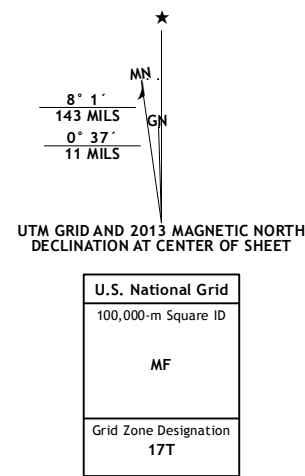 ★
MN
8° 1´
143 MILS
GN
0° 37´
11 MILS
UTM GRID AND 2013 MAGNETIC NORTH
DECLINATION AT CENTER OF SHEET
U.S. National Grid
100,000-m Square ID
MF
Grid Zone Designation
17T